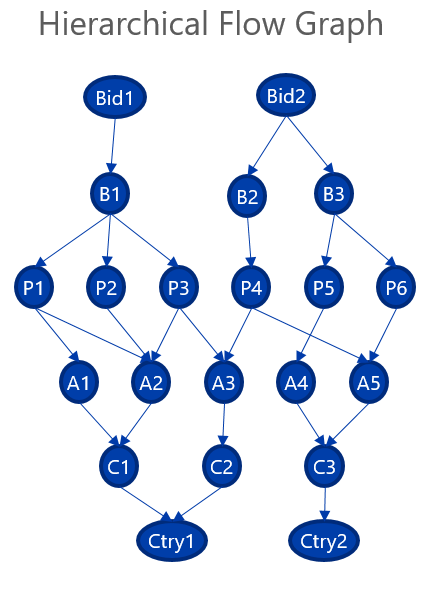 Hierarchical Flow Graph
Bid1 Bid2
B1 B2 B3
P1 P2 P3 P4 P5 P6
A1 A2 A3 A4 A5
C1 C2 C3
Ctry1 Ctry2